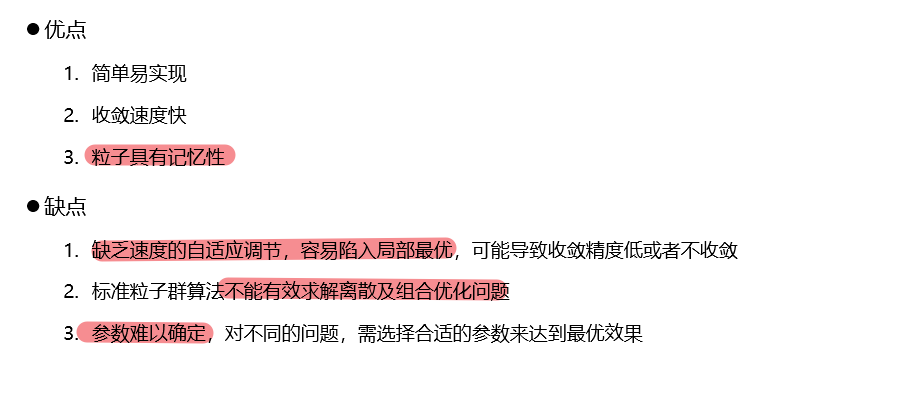 ●优点
1. 简单易实现
2. 收敛速度快
3. 粒子具有记忆性
●缺点
1. 缺乏速度的自适应调节，容易陷入局部最优，可能导致收敛精度低或者不收敛
2. 标准粒子群算法不能有效求解离散及组合优化问题
3. 参数难以确定，对不同的问题，需选择合适的参数来达到最优效果